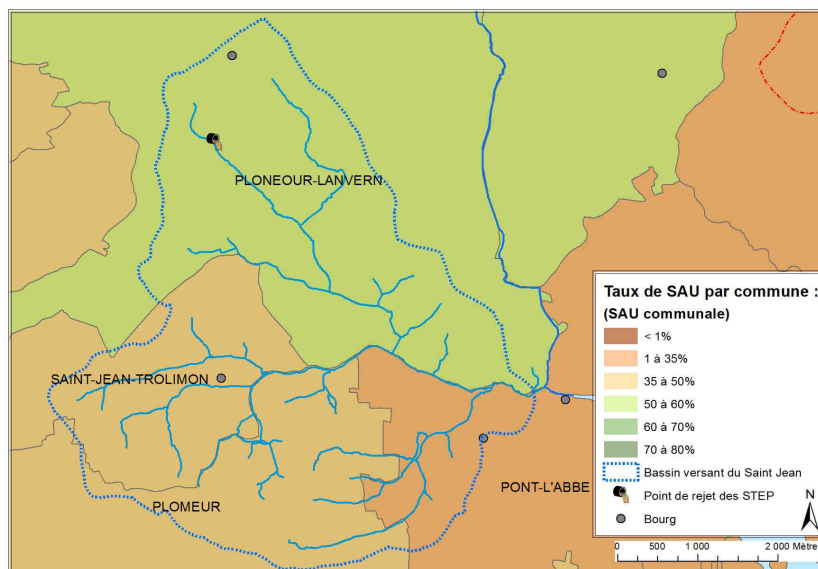 PLONEOUR-LANVERN
SAINT-JEAN-TROLIMON
PLOMEUR
PONT-L'ABBE
Taux de SAU par commune :
(SAU communale)
< 1%
1 à 35%
35 à 50%
50 à 60%
60 à 70%
70 à 80%
Bassin versant du Saint Jean
Point de rejet des STEP
Bourg
N
0 500 1 000 2 000 Mètre